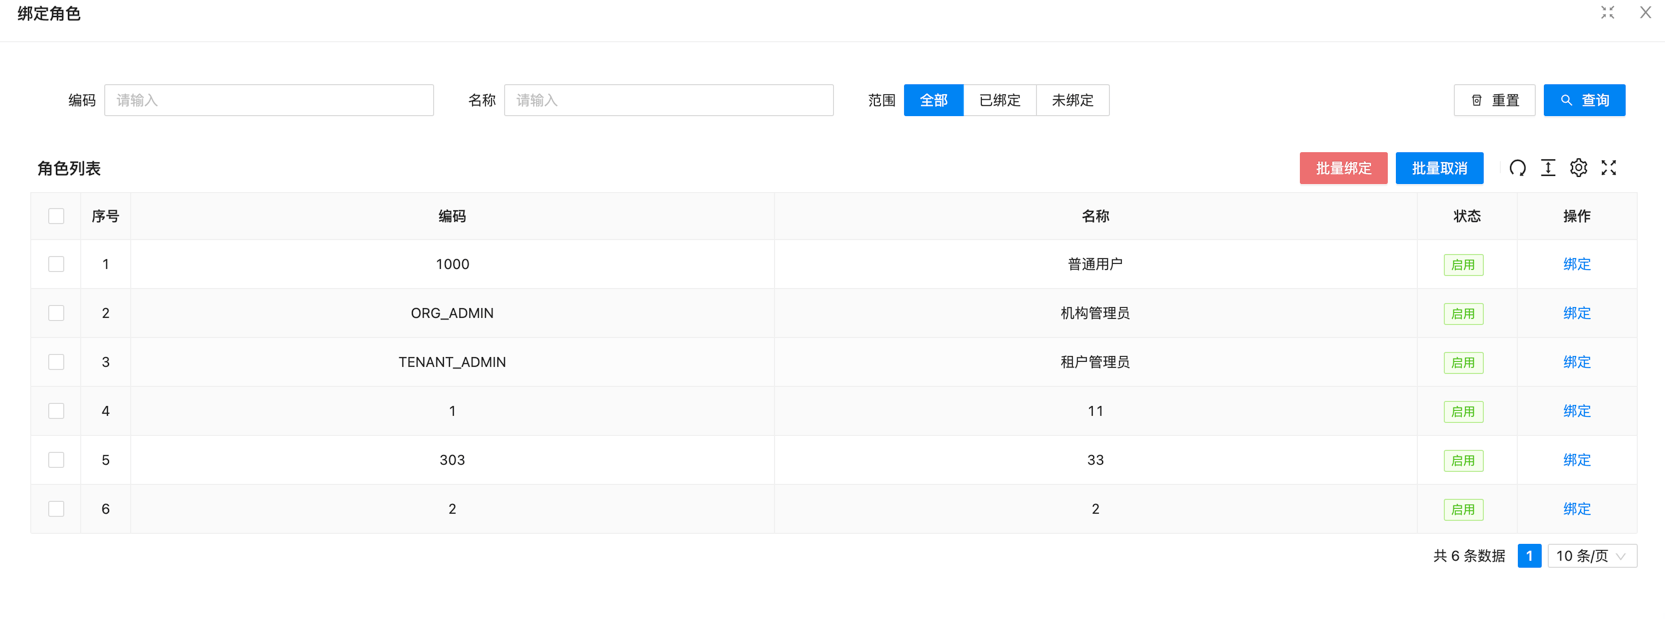 绑定角色
编码 请输入 名称 请输入 范围 全部 已绑定 未绑定 重置 查询
角色列表 批量绑定 批量取消
序号 编码 名称 状态 操作
1 1000 普通用户 启用 绑定
2 ORG_ADMIN 机构管理员 启用 绑定
3 TENANT_ADMIN 租户管理员 启用 绑定
4 1 11 启用 绑定
5 303 33 启用 绑定
6 2 2 启用 绑定
共 6 条数据 1 10 条/页